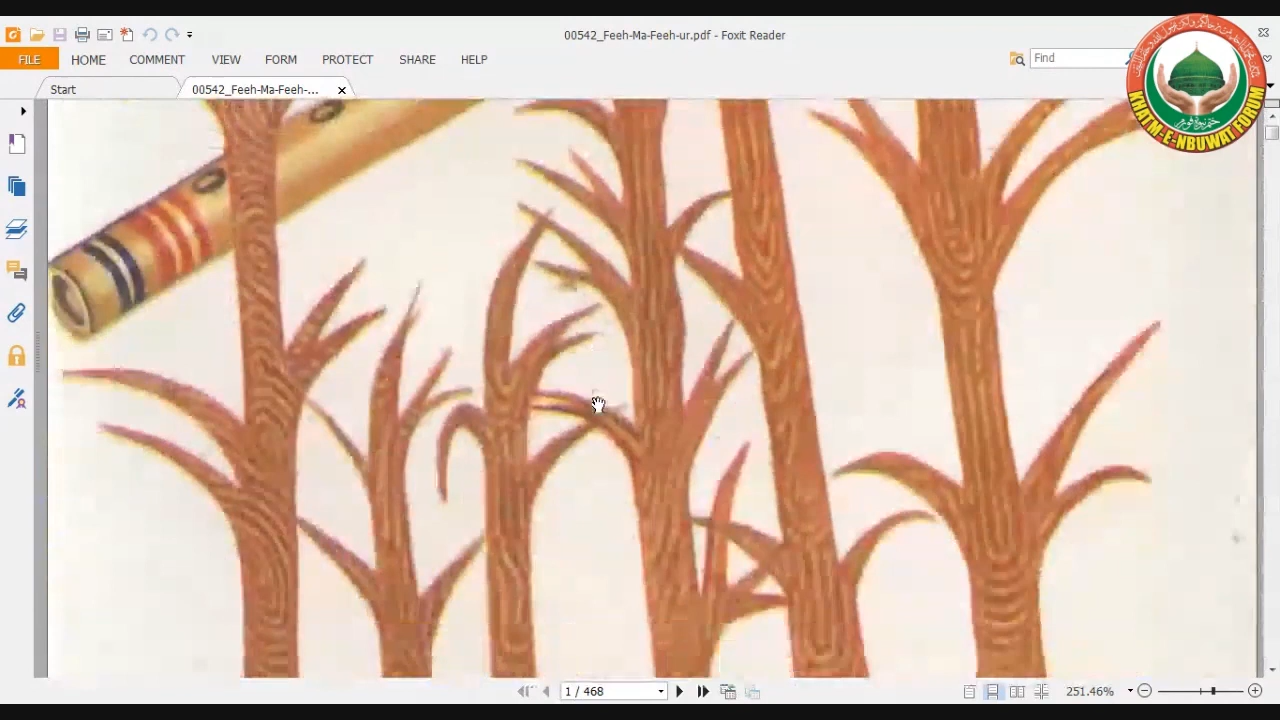 00542_Feeh-Ma-Feeh-ur.pdf - Foxit Reader
FILE HOME COMMENT VIEW FORM PROTECT SHARE HELP
Find
Start
00542_Feeh-Ma-Feeh-...
KHATM-E-NBUWAT FORUM
1 / 468
251.46%